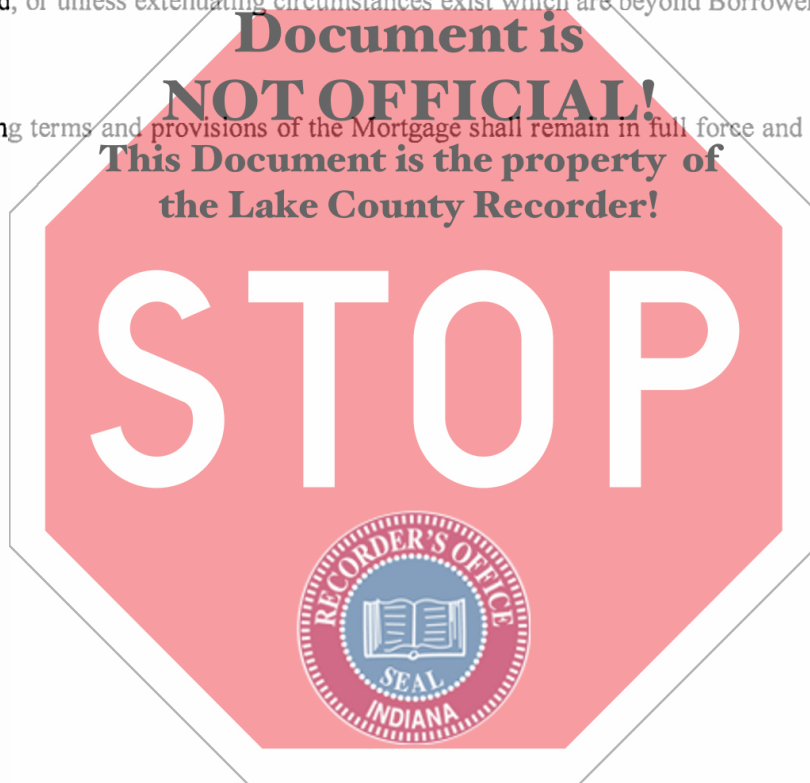 d, or unless extenuating circumstances exist which are beyond Borrower
Document is
NOT OFFICIAL!
ng terms and provisions of the Mortgage shall remain in full force and
This Document is the property of
the Lake County Recorder!
STOP
RECORDER'S OFFICE
SEAL
INDIANA